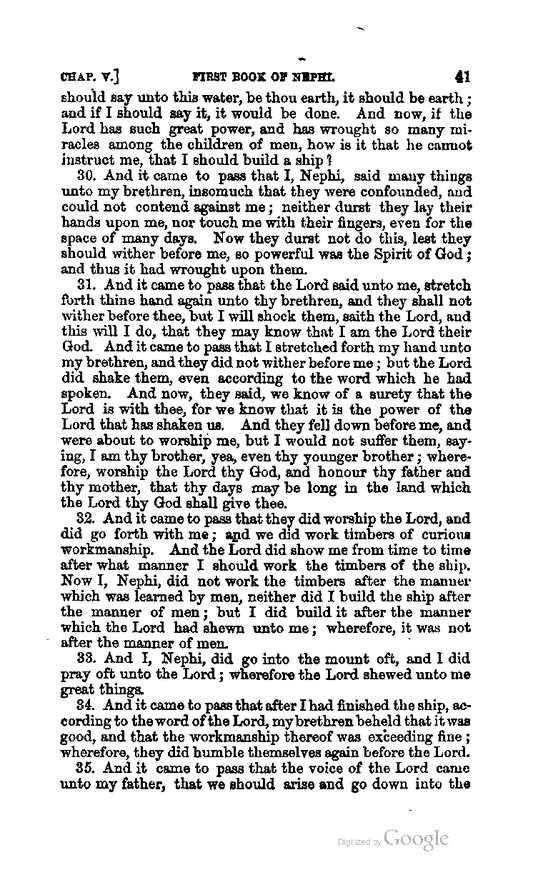 CHAP. V.] FIRST BOOK OF NEPHI. 41
should say unto this water, be thou earth, it should be earth;
and if I should say it, it would be done. And now, if the
Lord has such great power, and has wrought so many mi-
racles among the children of men, how is it that he cannot
instruct me, that I should build a ship?
30. And it came to pass that I, Nephi, said many things
unto my brethren, insomuch that they were confounded, and
could not contend against me; neither durst they lay their
hands upon me, nor touch me with their fingers, even for the
space of many days. Now they durst not do this, lest they
should wither before me, so powerful was the Spirit of God;
and thus it had wrought upon them.
31. And it came to pass that the Lord said unto me, stretch
forth thine hand again unto thy brethren, and they shall not
wither before thee, but I will shock them, saith the Lord, and
this will I do, that they may know that I am the Lord their
God. And it came to pass that I stretched forth my hand unto
my brethren, and they did not wither before me; but the Lord
did shake them, even according to the word which he had
spoken. And now, they said, we know of a surety that the
Lord is with thee, for we know that it is the power of the
Lord that has shaken us. And they fell down before me, and
were about to worship me, but I would not suffer them, say-
ing, I am thy brother, yea, even thy younger brother; where-
fore, worship the Lord thy God, and honour thy father and
thy mother, that thy days may be long in the land which
the Lord thy God shall give thee.
32. And it came to pass that they did worship the Lord, and
did go forth with me; and we did work timbers of curious
workmanship. And the Lord did show me from time to time
after what manner I should work the timbers of the ship.
Now I, Nephi, did not work the timbers after the manner
which was learned by men, neither did I build the ship after
the manner of men; but I did build it after the manner
which the Lord had shewn unto me; wherefore, it was not
after the manner of men.
33. And I, Nephi, did go into the mount oft, and I did
pray oft unto the Lord; wherefore the Lord shewed unto me
great things.
34. And it came to pass that after I had finished the ship, ac-
cording to the word of the Lord, my brethren beheld that it was
good, and that the workmanship thereof was exceeding fine;
wherefore, they did humble themselves again before the Lord.
35. And it came to pass that the voice of the Lord came
unto my father, that we should arise and go down into the
Digitized by Google